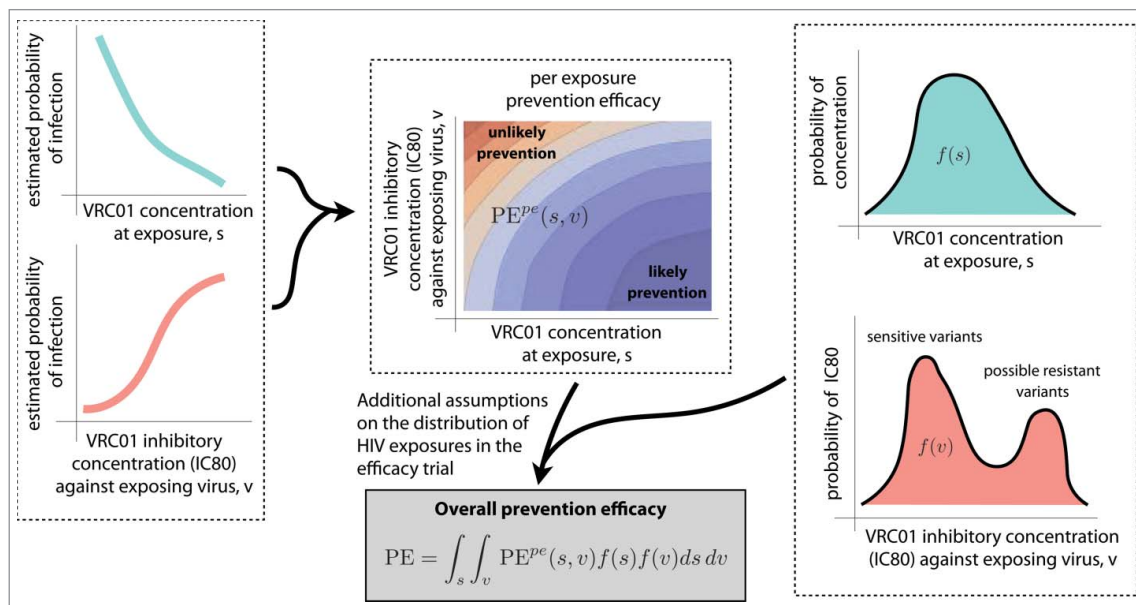 estimated probability
of infection
VRC01 concentration
at exposure, s
estimated probability
of infection
VRC01 inhibitory
concentration (IC80)
against exposing virus, v
per exposure
prevention efficacy
VRC01 inhibitory
concentration (IC80)
against exposing virus, v
unlikely
prevention
PE^{pe}(s, v)
likely
prevention
VRC01 concentration
at exposure, s
Additional assumptions
on the distribution of
HIV exposures in the
efficacy trial
Overall prevention efficacy
PE = ∫_s ∫_v PE^{pe}(s, v)f(s)f(v)ds dv
probability of
concentration
f(s)
VRC01 concentration
at exposure, s
probability of IC80
sensitive variants
possible resistant
variants
f(v)
VRC01 inhibitory concentration
(IC80) against exposing virus, v